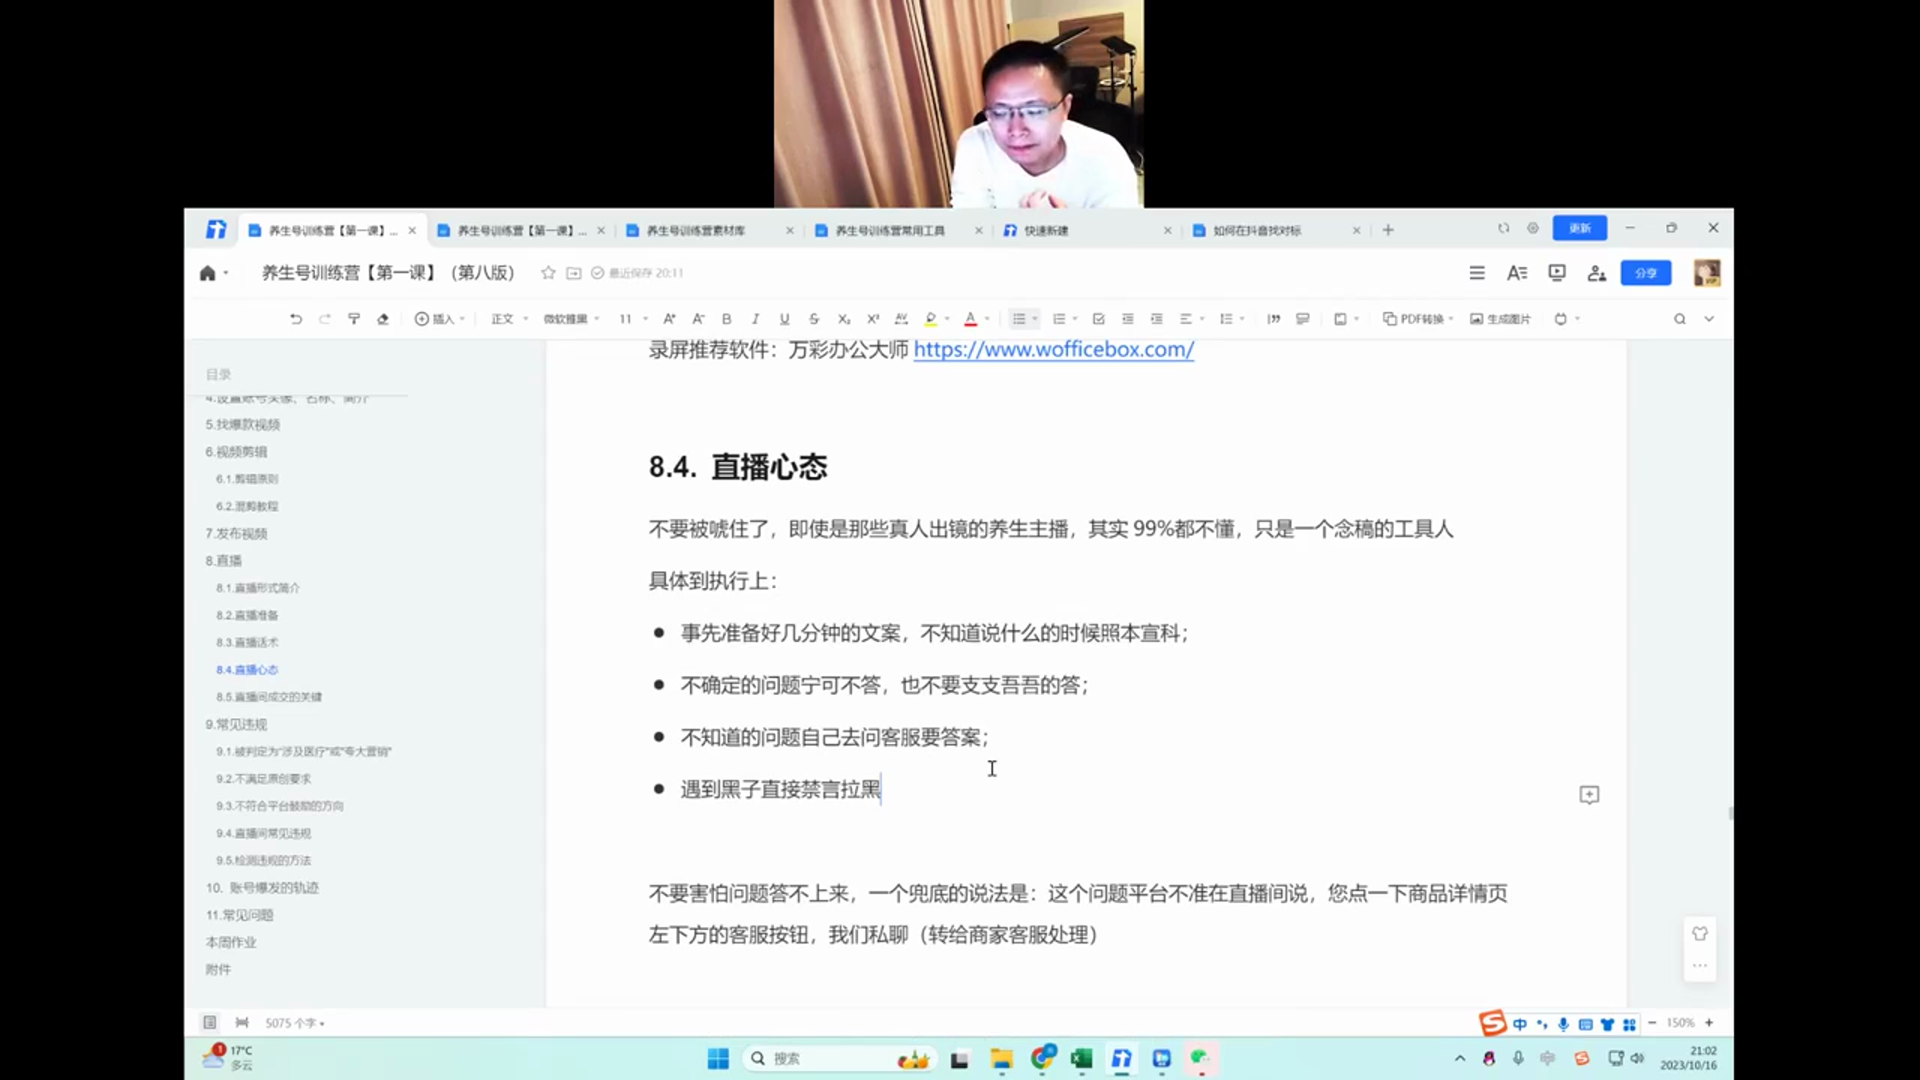 养生号训练营【第一课】...
养生号训练营【第一课】...
养生号训练营素材库
养生号训练营常用工具
快速新建
如何在抖音找对标
更新
养生号训练营【第一课】（第八版）
最近保存 20:11
分享
插入
正文
微软雅黑
11
PDF转换
生成图片
目录
4.设置账号头像、名称、简介
5.找爆款视频
6.视频剪辑
6.1.剪辑原则
6.2.混剪教程
7.发布视频
8.直播
8.1.直播形式简介
8.2.直播准备
8.3.直播话术
8.4.直播心态
8.5.直播间成交的关键
9.常见违规
9.1.被判定为“涉及医疗”或“夸大营销”
9.2.不满足原创要求
9.3.不符合平台鼓励的方向
9.4.直播间常见违规
9.5.检测违规的方法
10. 账号爆发的轨迹
11.常见问题
本周作业
附件
录屏推荐软件：万彩办公大师 https://www.wofficebox.com/
8.4. 直播心态
不要被唬住了，即使是那些真人出镜的养生主播，其实 99%都不懂，只是一个念稿的工具人
具体到执行上：
● 事先准备好几分钟的文案，不知道说什么的时候照本宣科；
● 不确定的问题宁可不答，也不要支支吾吾的答；
● 不知道的问题自己去问客服要答案；
● 遇到黑子直接禁言拉黑
不要害怕问题答不上来，一个兜底的说法是：这个问题平台不准在直播间说，您点一下商品详情页
左下方的客服按钮，我们私聊（转给商家客服处理）
5075 个字
中
150%
17°C
多云
搜索
21:02
2023/10/16